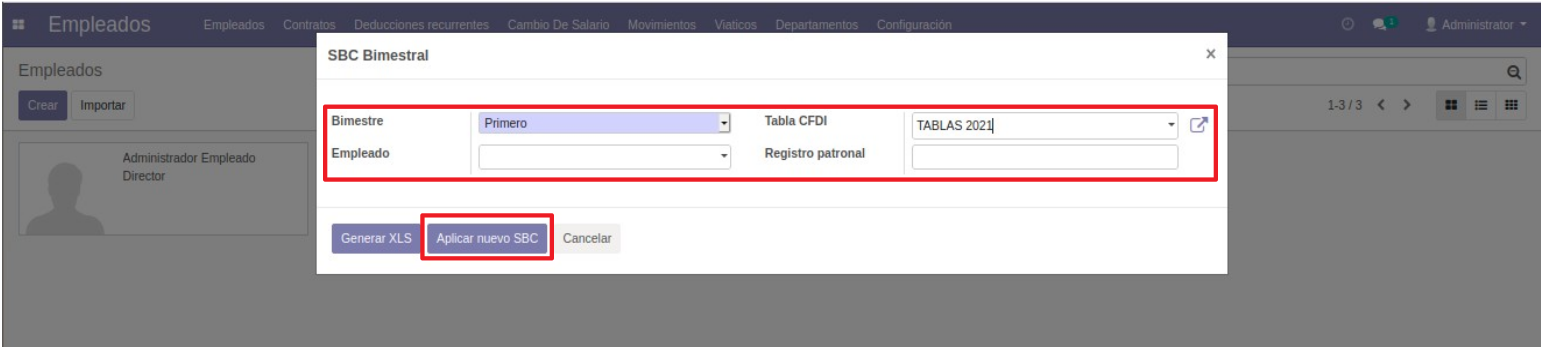 Empleados Empleados Contratos Deducciones recurrentes Cambio De Salario Movimientos Viaticos Departamentos Configuración 1 Administrator
Empleados
Crear Importar 1-3 / 3
Administrador Empleado
Director
SBC Bimestral ×
Bimestre Primero Tabla CFDI TABLAS 2021
Empleado Registro patronal
Generar XLS Aplicar nuevo SBC Cancelar